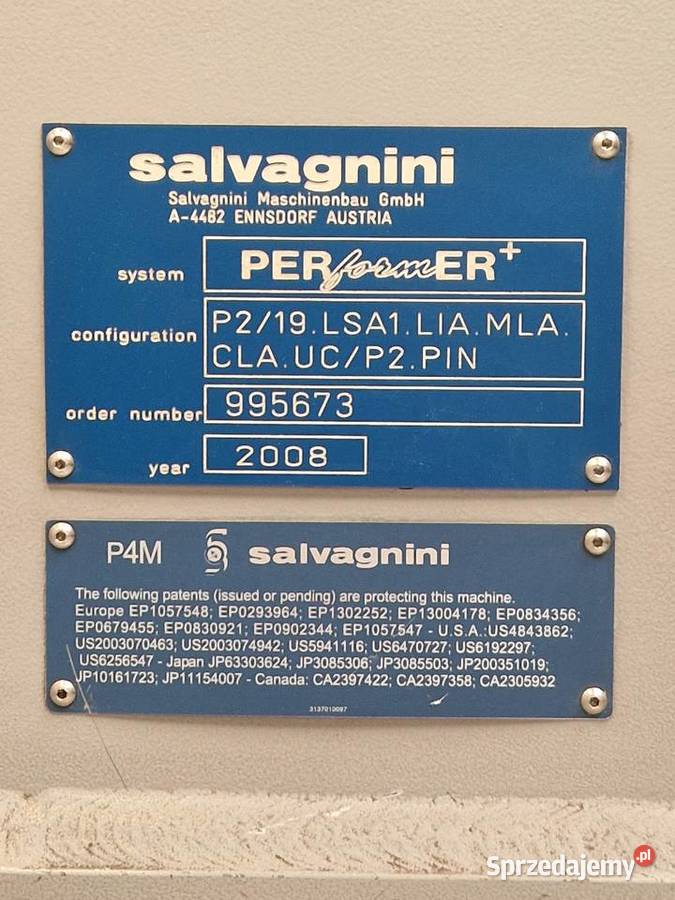 salvagnini
Salvagnini Maschinenbau GmbH
A-4482 ENNSDORF AUSTRIA
system PERformER+
configuration P2/19.LSA1.LIA.MLA.
CLA.UC/P2.PIN
order number 995673
year 2008
P4M salvagnini
The following patents (issued or pending) are protecting this machine.
Europe EP1057548; EP0293964; EP1302252; EP13004178; EP0834356;
EP0679455; EP0830921; EP0902344; EP1057547 - U.S.A.:US4843862;
US2003070463; US2003074942; US5941116; US6470727; US6192297;
US6256547 - Japan JP63303624; JP3085306; JP3085503; JP200351019;
JP10161723; JP11154007 - Canada: CA2397422; CA2397358; CA2305932
3137010097
Sprzedajemy.pl